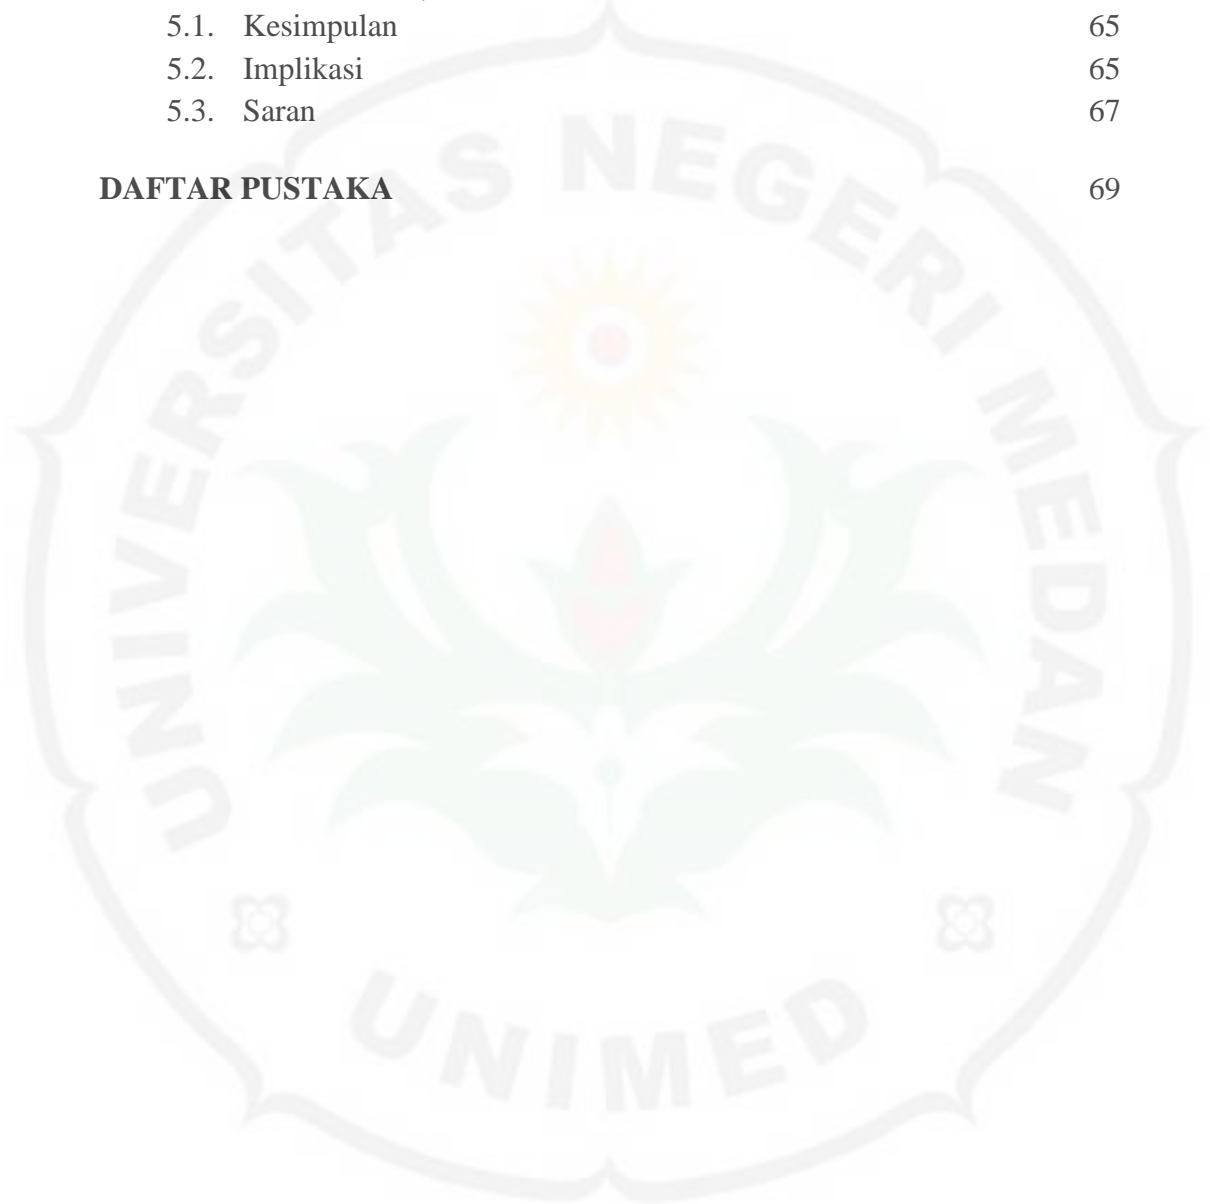 5.1. Kesimpulan 65
5.2. Implikasi 65
5.3. Saran 67
DAFTAR PUSTAKA 69
UNIVERSITAS NEGERI MEDAN
UNIMED